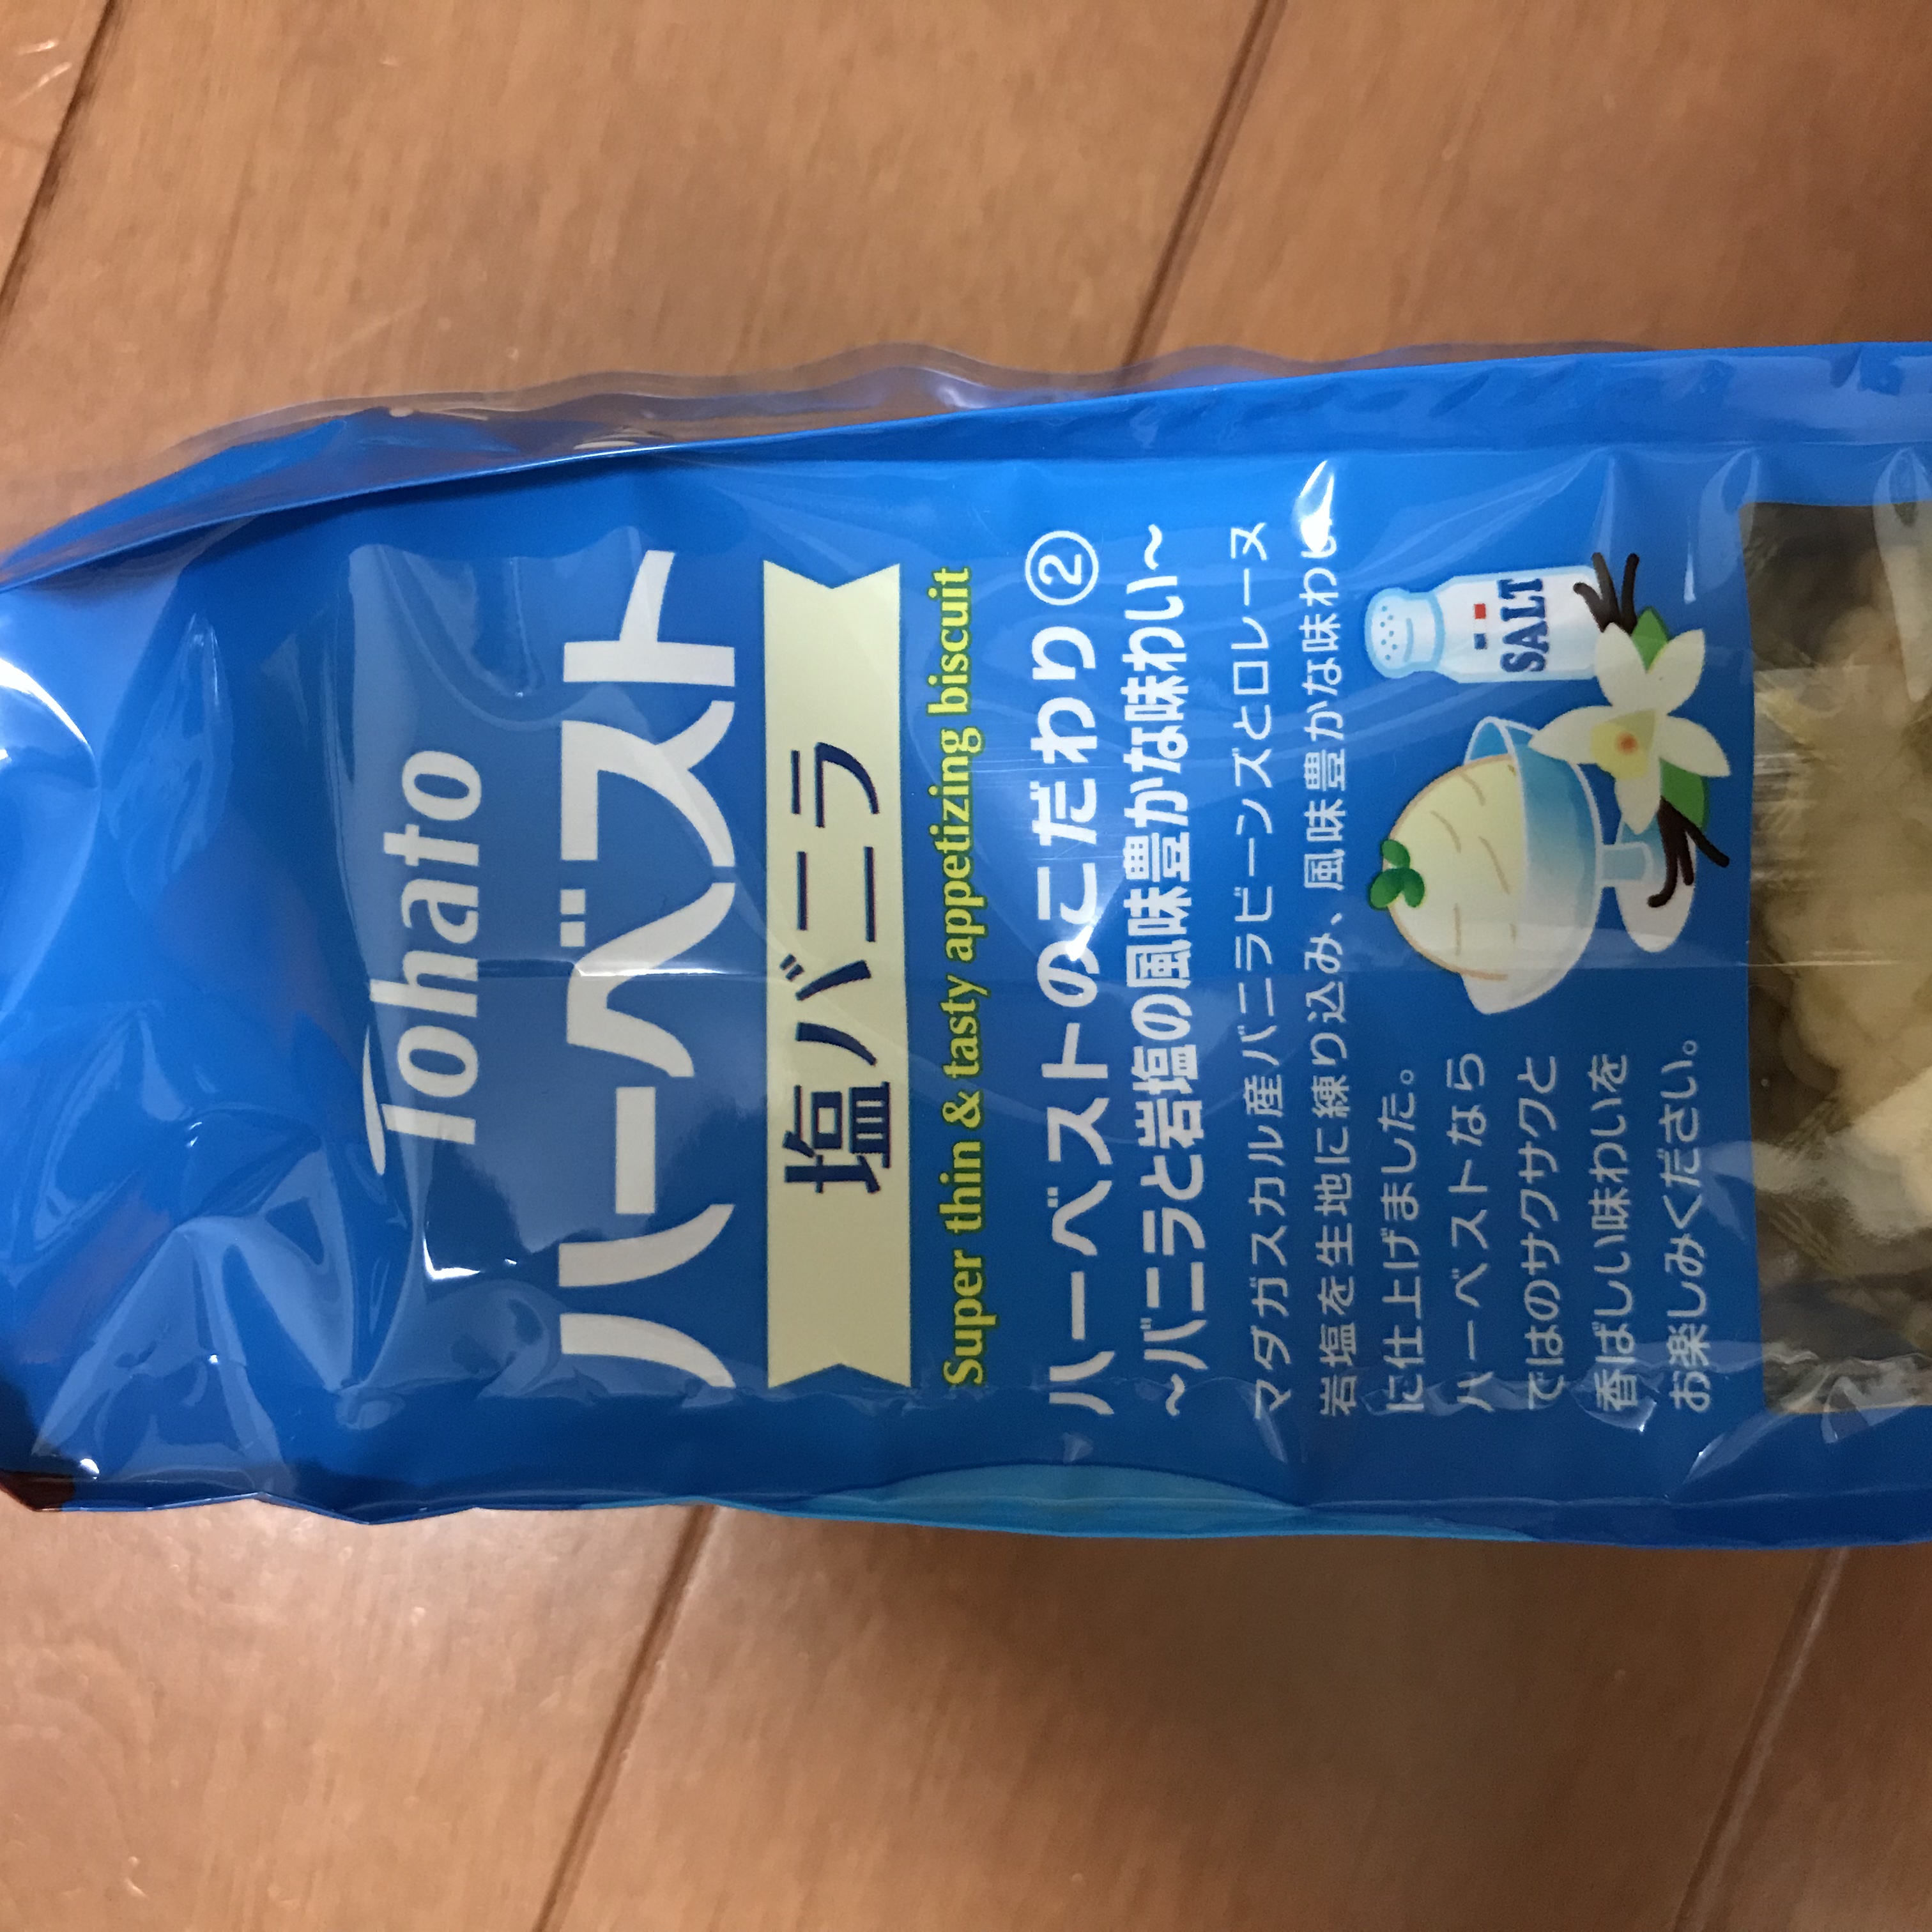 Tohato
ハーベスト
塩バニラ
Super thin & tasty appetizing biscuit
ハーベストのこだわり②
~バニラと岩塩の風味豊かな味わい~
マダガスカル産バニラビーンズとロレーヌ
岩塩を生地に練り込み、風味豊かな味わい
に仕上げました。
ハーベストなら
ではのサクサクと
香ばしい味わいを
お楽しみください。
SALT